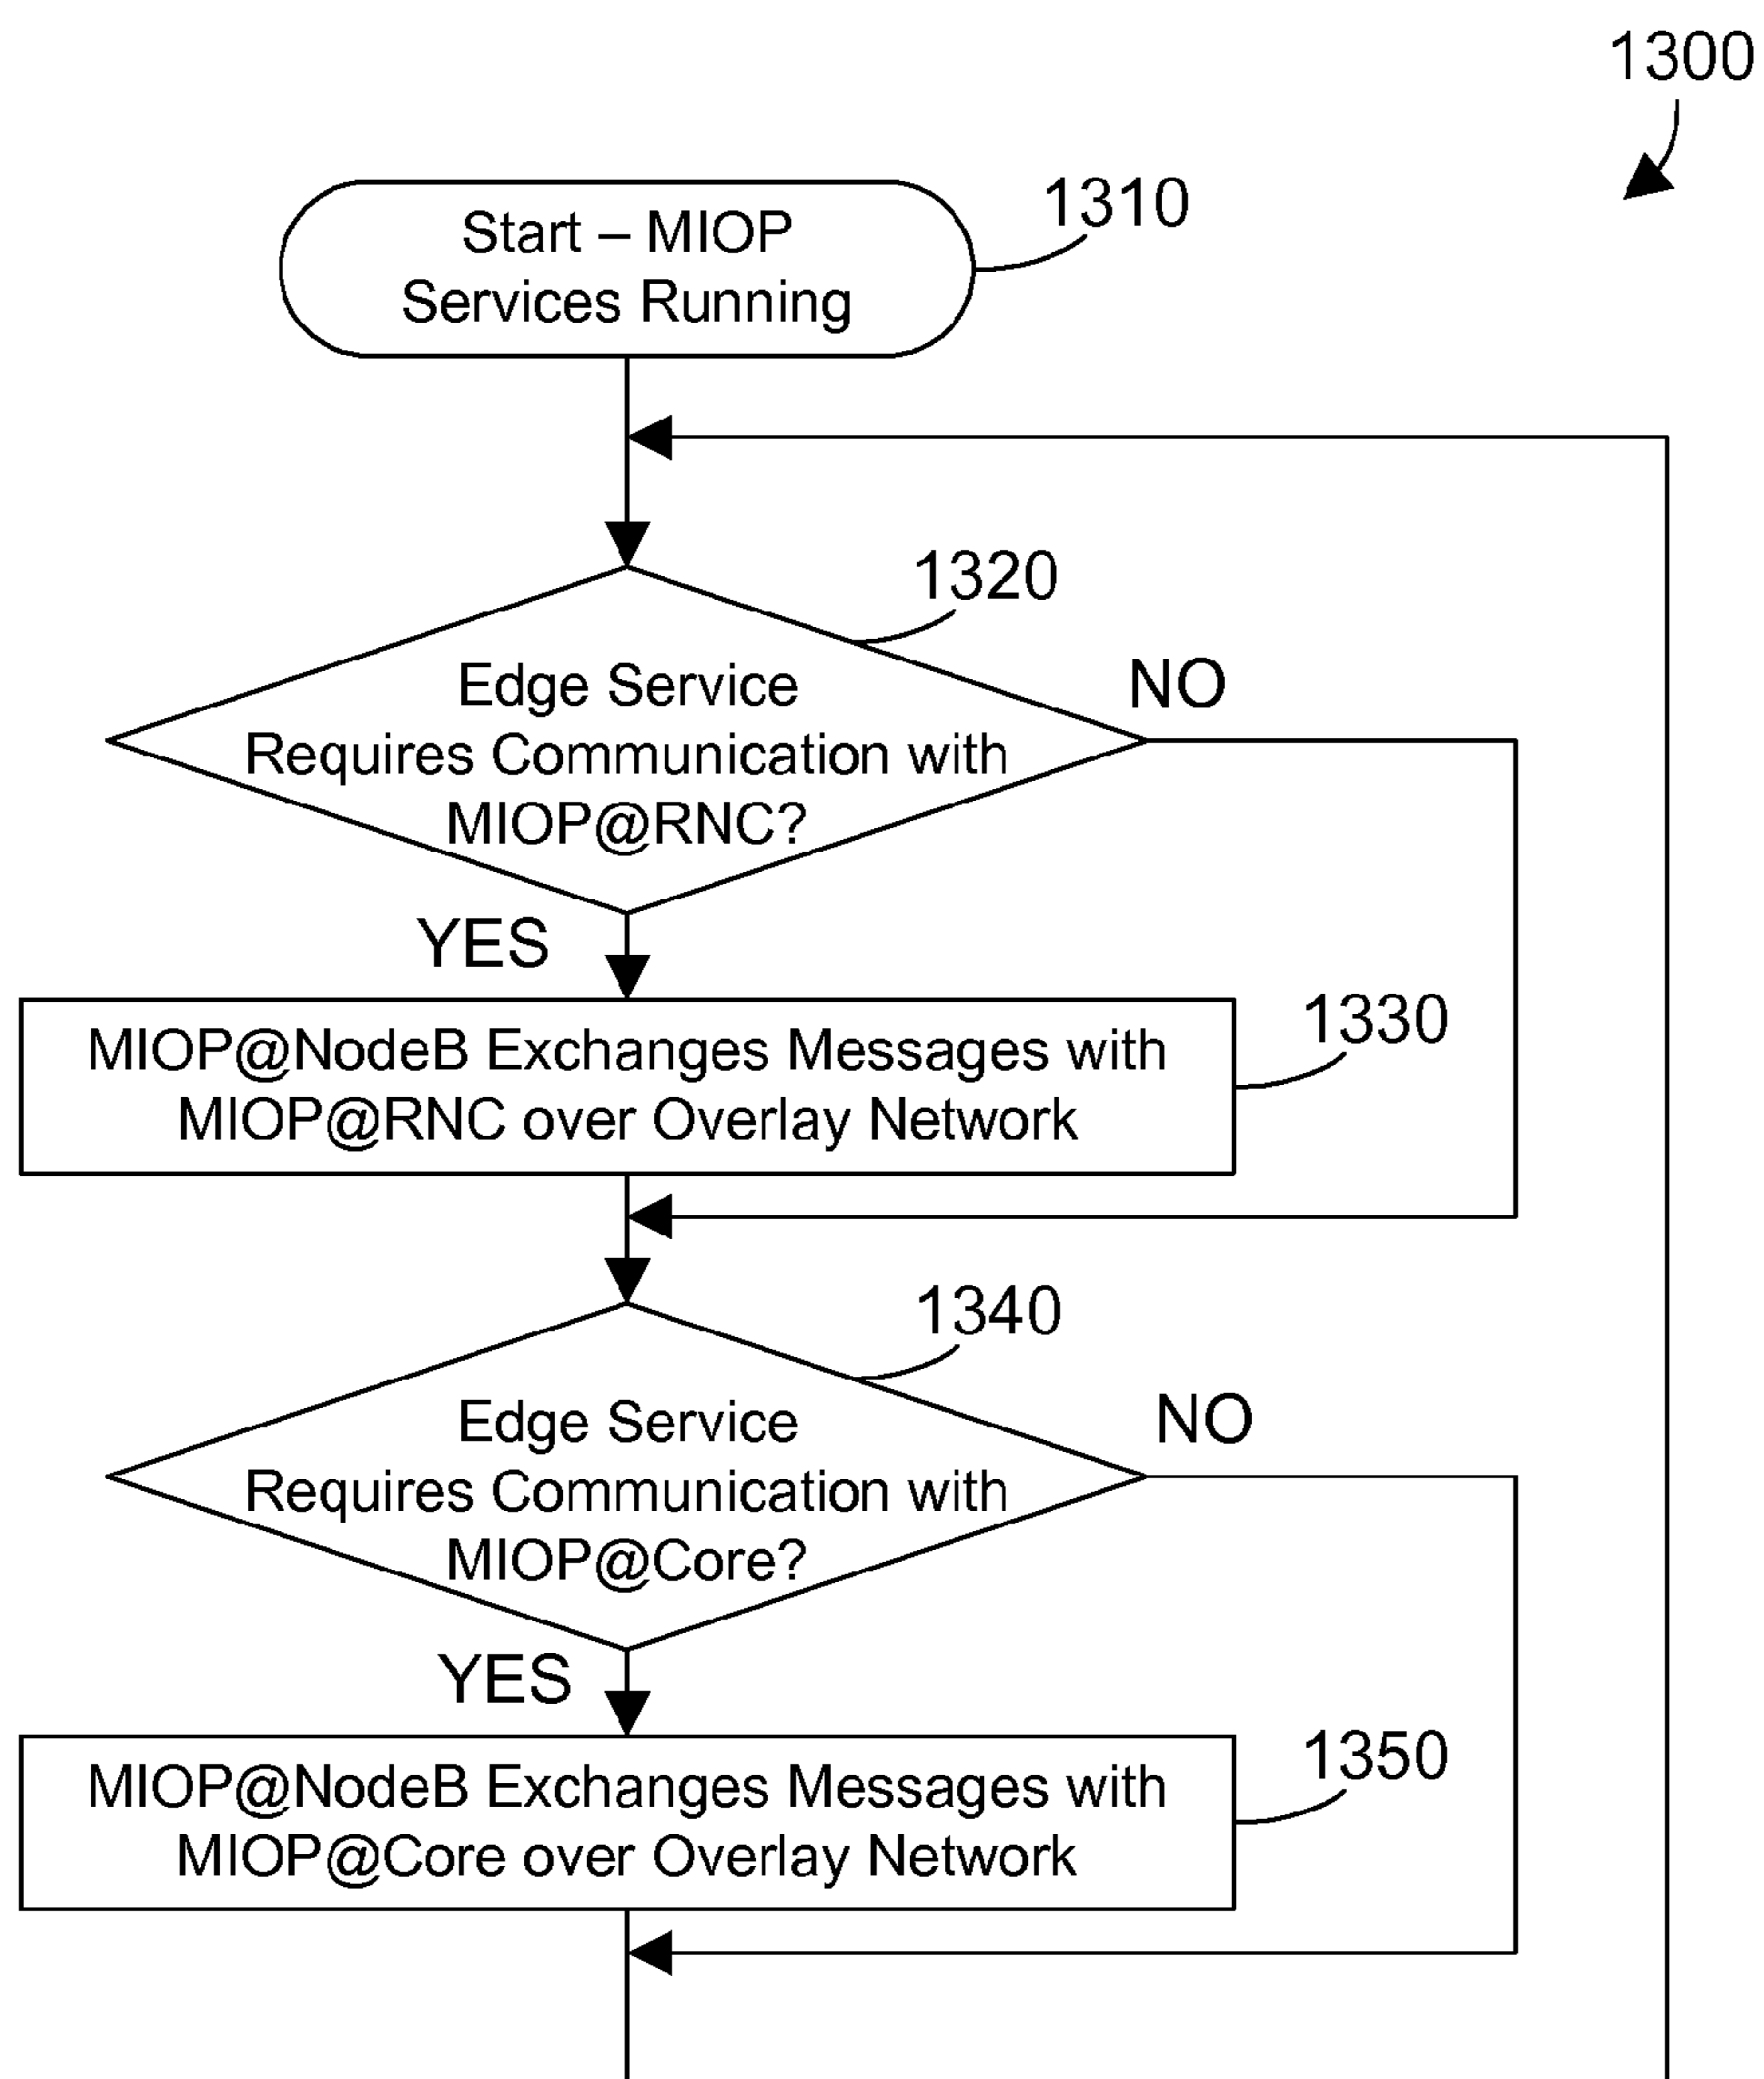 1300
1310
Start – MIOP
Services Running
1320
Edge Service
Requires Communication with
MIOP@RNC?
NO
YES
1330
MIOP@NodeB Exchanges Messages with
MIOP@RNC over Overlay Network
1340
Edge Service
Requires Communication with
MIOP@Core?
NO
YES
1350
MIOP@NodeB Exchanges Messages with
MIOP@Core over Overlay Network